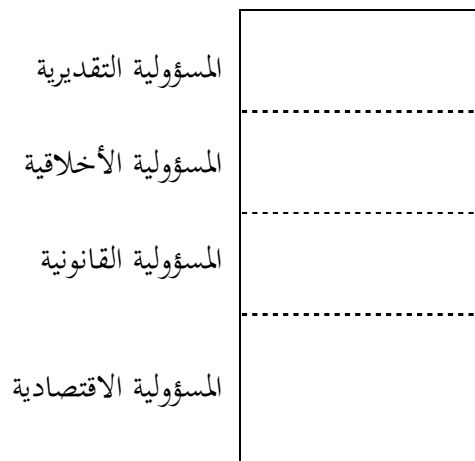 المسؤولية التقديرية
المسؤولية الأخلاقية
المسؤولية القانونية
المسؤولية الاقتصادية